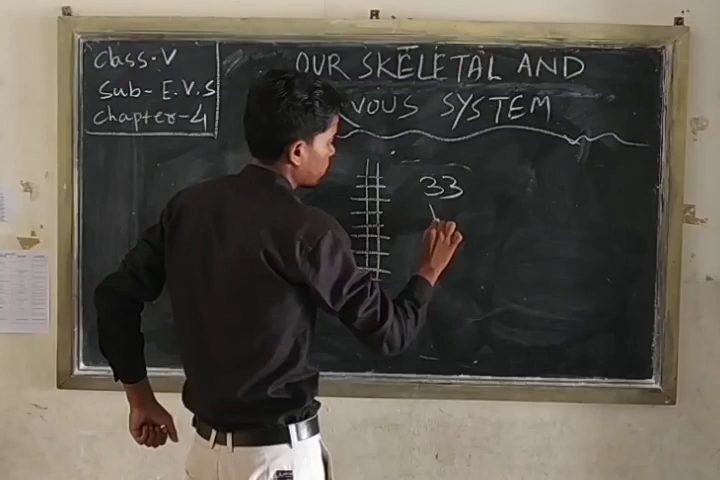 Class. V
Sub- E.V.S
Chapter-4
OUR SKELETAL AND
VOUS SYSTEM
33